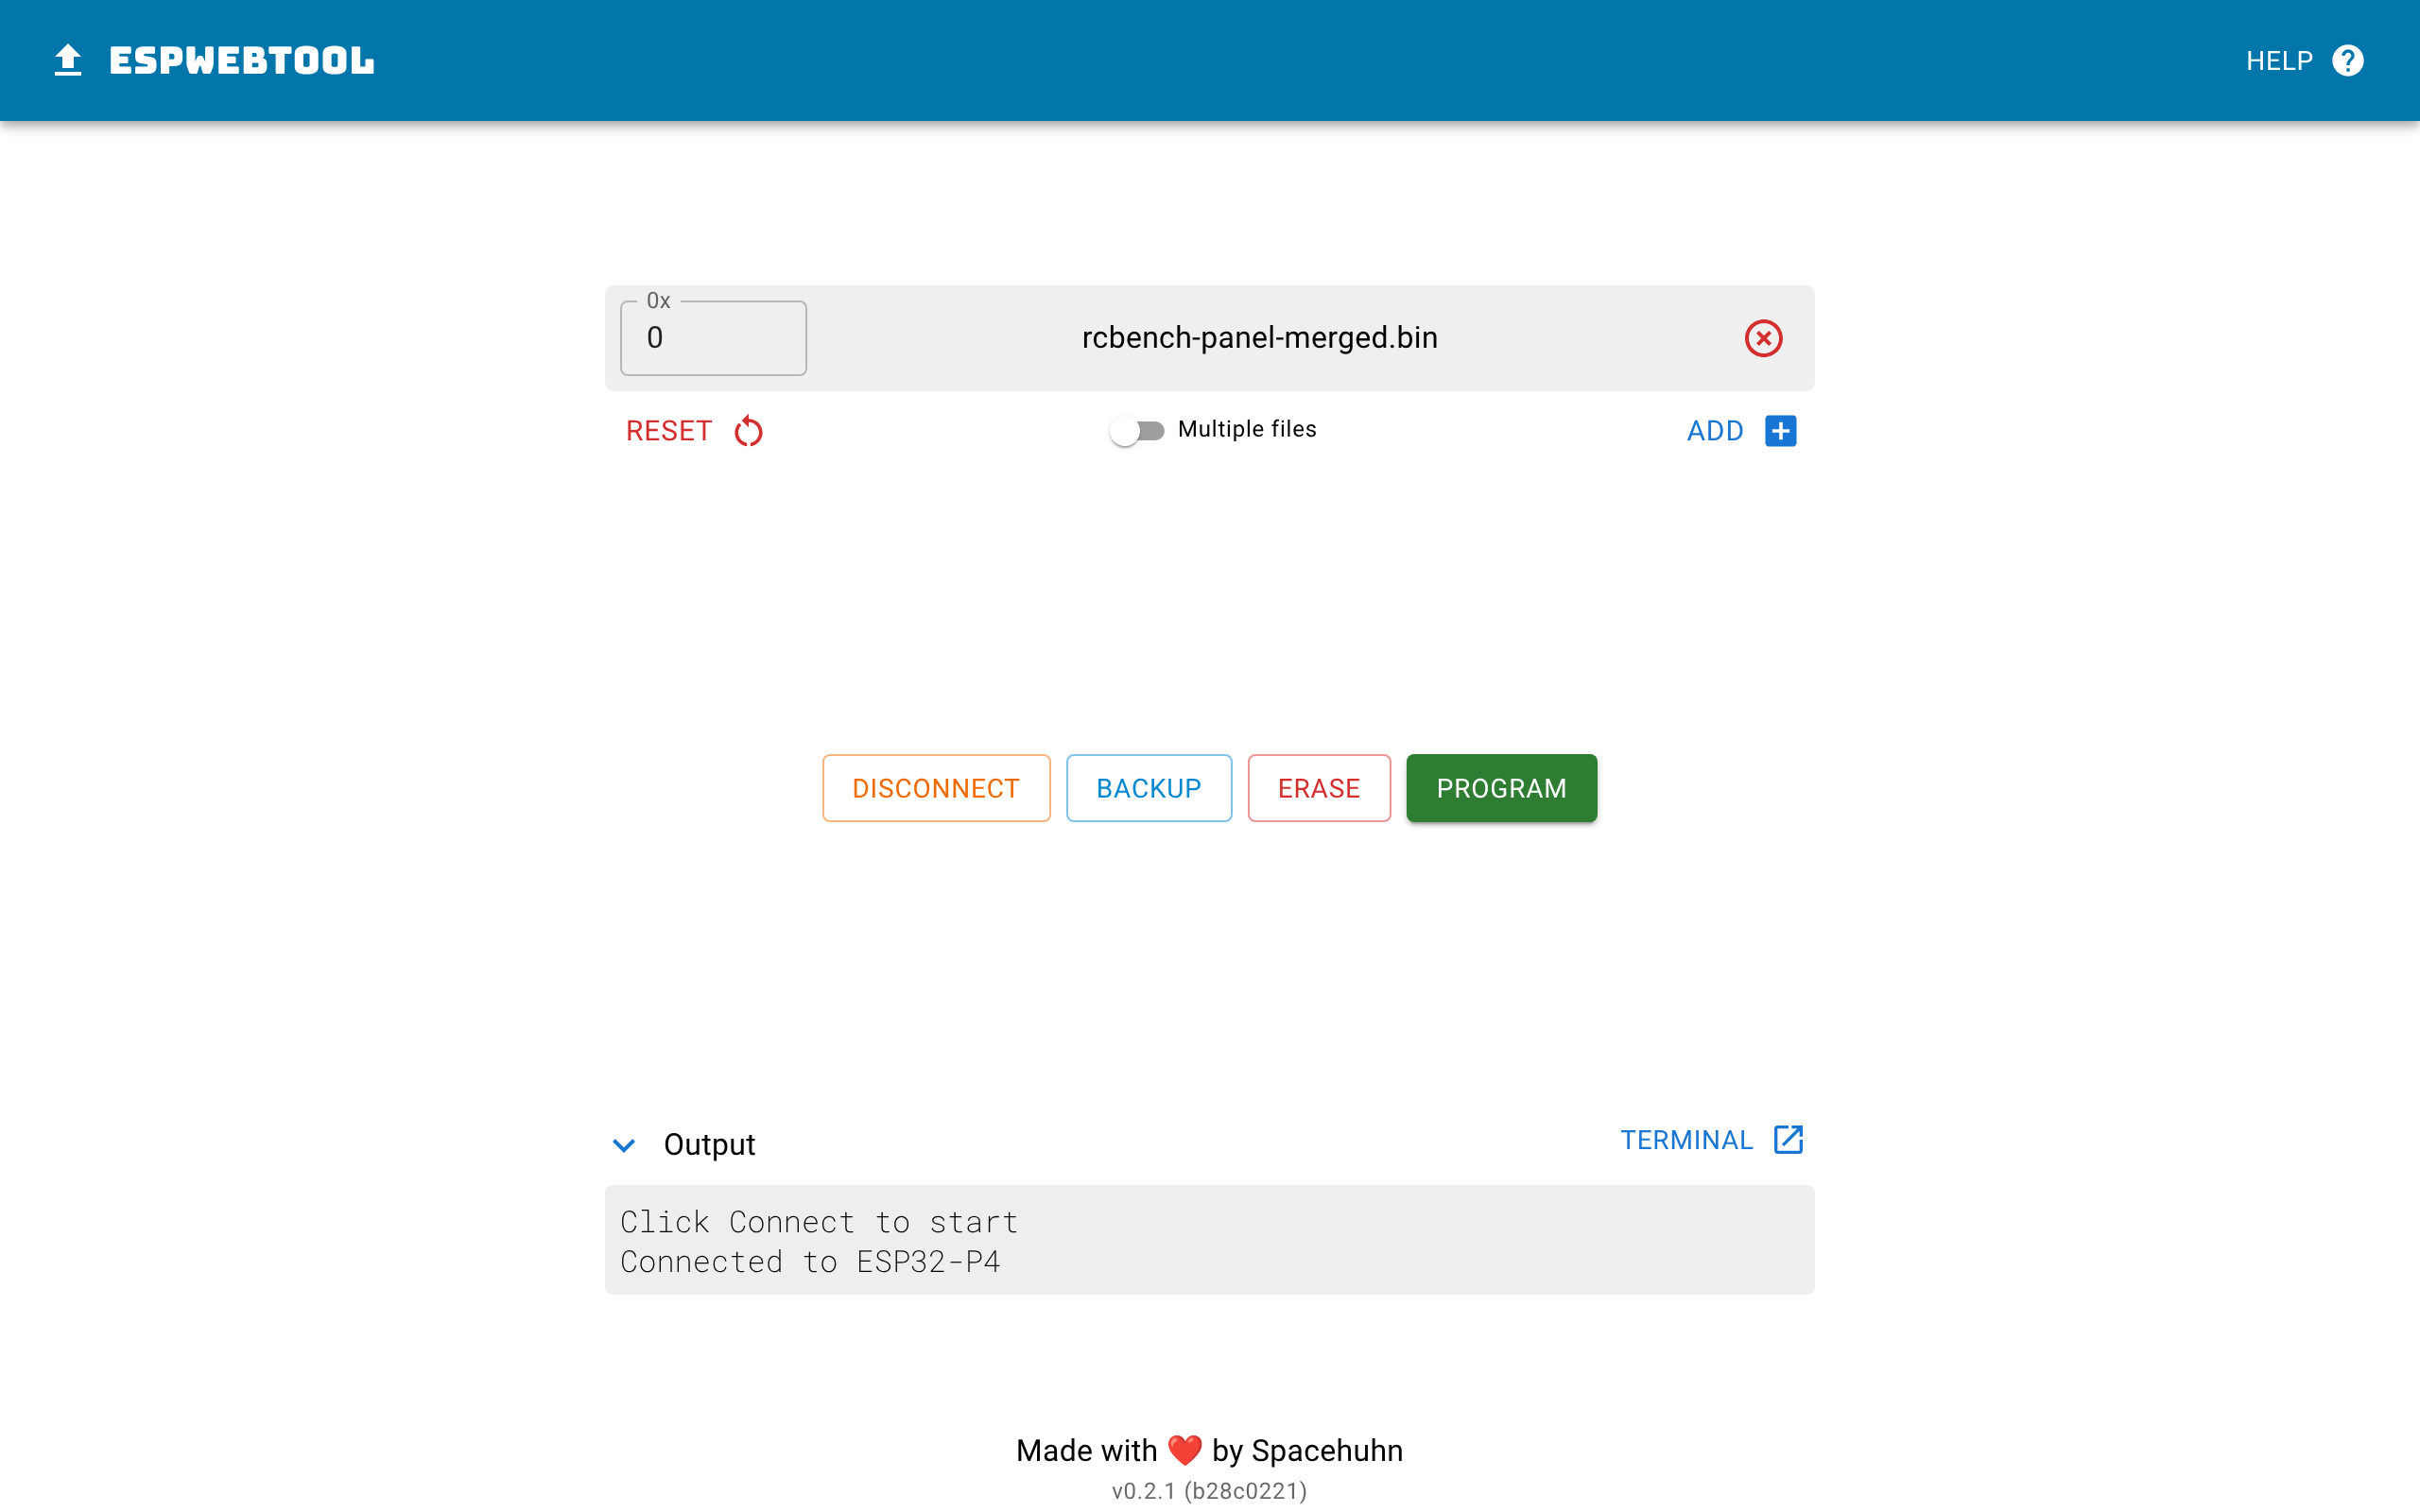 ESPWEBTOOL
HELP
0x
0
rcbench-panel-merged.bin
RESET
Multiple files
ADD
DISCONNECT
BACKUP
ERASE
PROGRAM
Output
TERMINAL
Click Connect to start
Connected to ESP32-P4
Made with ❤️ by Spacehuhn
v0.2.1 (b28c0221)